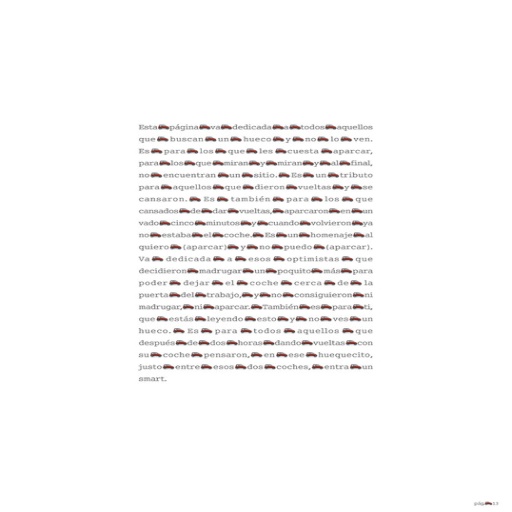 Esta página va dedicada a todos aquellos
que buscan un hueco y no lo ven.
Es para los que les cuesta aparcar,
para los que miran y miran y al final,
no encuentran un sitio. Es un tributo
para aquellos que dieron vueltas y se
cansaron. Es también para los que
cansados de dar vueltas, aparcaron en un
vado cinco minutos y cuando volvieron ya
no estaba el coche. Es un homenaje al
quiero (aparcar) y no puedo (aparcar).
Va dedicada a esos optimistas que
decidieron madrugar un poquito más para
poder dejar el coche cerca de la
puerta del trabajo, y no consiguieron ni
madrugar, ni aparcar. También es para ti,
que estás leyendo esto y no ves un
hueco. Es para todos aquellos que
después de dos horas dando vueltas con
su coche pensaron, en ese huequecito,
justo entre esos dos coches, entra un
smart.